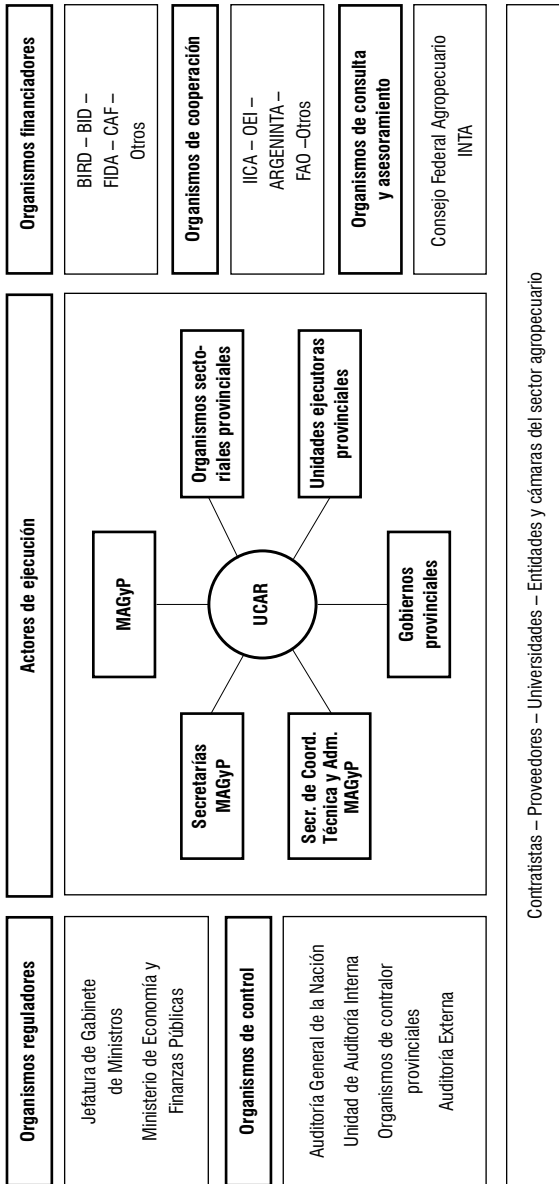 Organismos reguladores
Jefatura de Gabinete
de Ministros
Ministerio de Economía y
Finanzas Públicas
Organismos de control
Auditoría General de la Nación
Unidad de Auditoría Interna
Organismos de contralor
provinciales
Auditoría Externa
Actores de ejecución
MAGyP
Secretarías
MAGyP
Organismos secto-
riales provinciales
UCAR
Secr. de Coord.
Técnica y Adm.
MAGyP
Unidades ejecutoras
provinciales
Gobiernos
provinciales
Organismos financiadores
BIRD – BID –
FIDA – CAF –
Otros
Organismos de cooperación
IICA – OEI –
ARGENINTA –
FAO –Otros
Organismos de consulta
y asesoramiento
Consejo Federal Agropecuario
INTA
Contratistas – Proveedores – Universidades – Entidades y cámaras del sector agropecuario